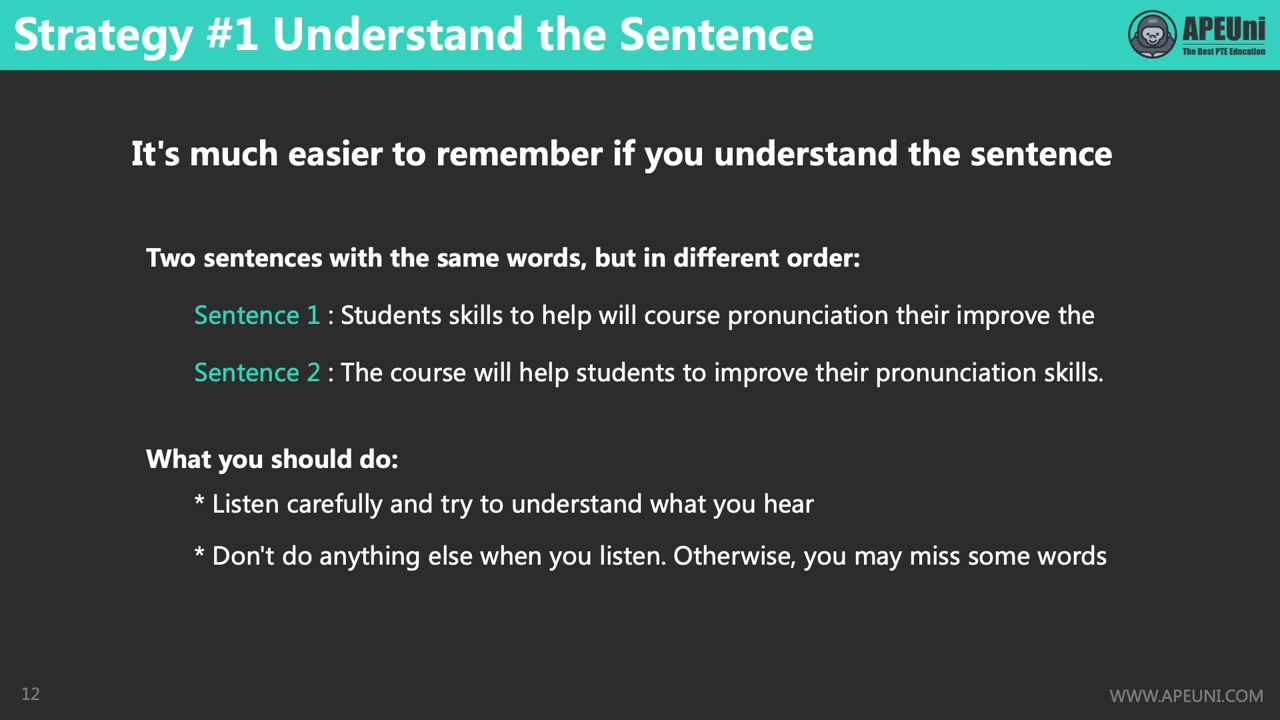 Strategy #1 Understand the Sentence
APEUni
The Best PTE Education
It's much easier to remember if you understand the sentence
Two sentences with the same words, but in different order:
Sentence 1 : Students skills to help will course pronunciation their improve the
Sentence 2 : The course will help students to improve their pronunciation skills.
What you should do:
* Listen carefully and try to understand what you hear
* Don't do anything else when you listen. Otherwise, you may miss some words
12
WWW.APEUNI.COM